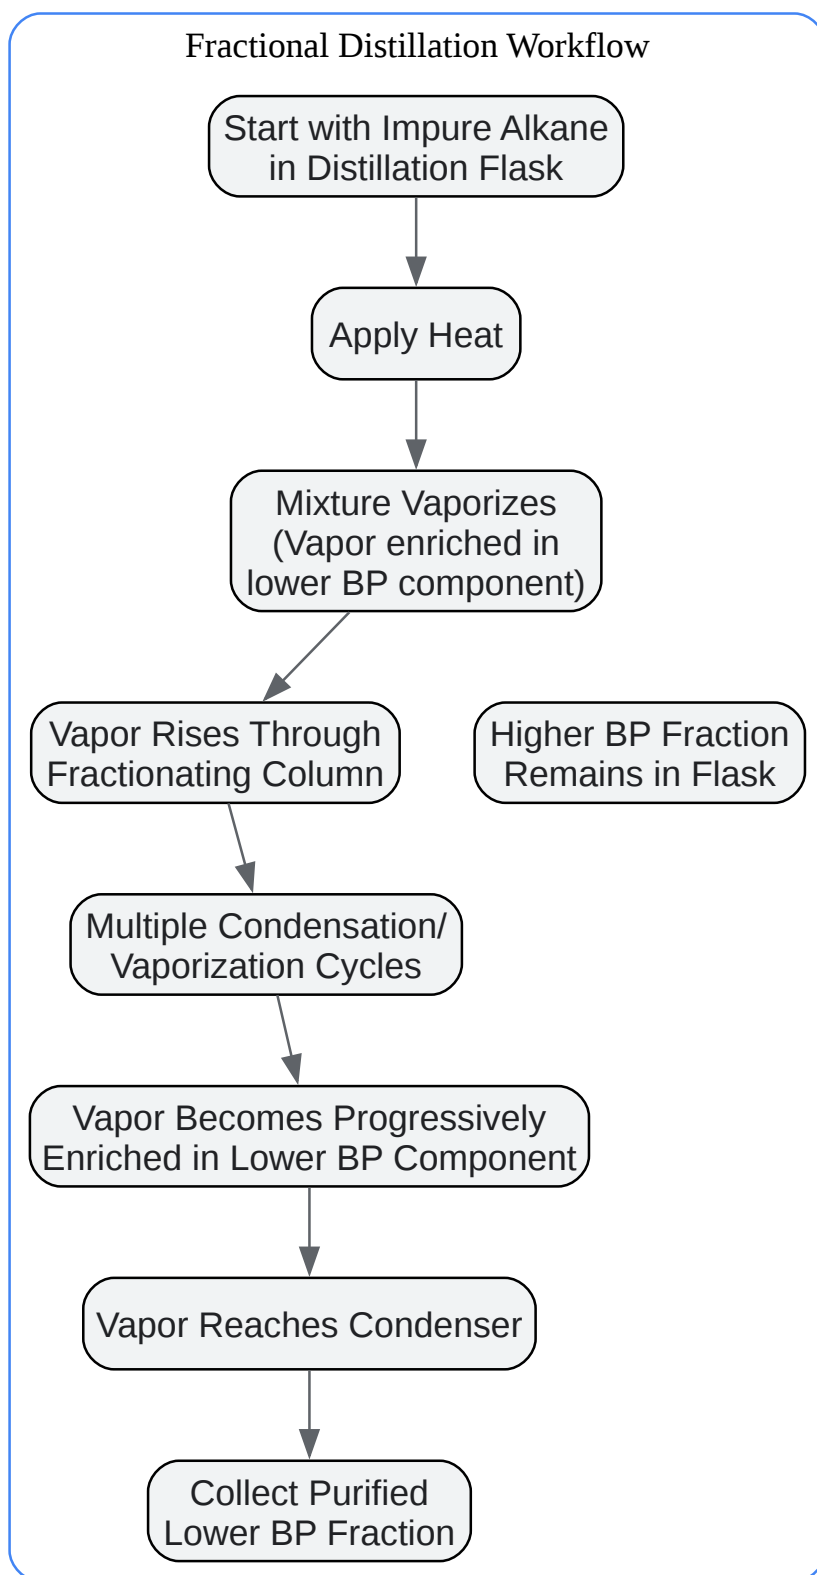 Fractional Distillation Workflow
Start with Impure Alkane
in Distillation Flask
Apply Heat
Mixture Vaporizes
(Vapor enriched in
lower BP component)
Vapor Rises Through
Fractionating Column
Higher BP Fraction
Remains in Flask
Multiple Condensation/
Vaporization Cycles
Vapor Becomes Progressively
Enriched in Lower BP Component
Vapor Reaches Condenser
Collect Purified
Lower BP Fraction